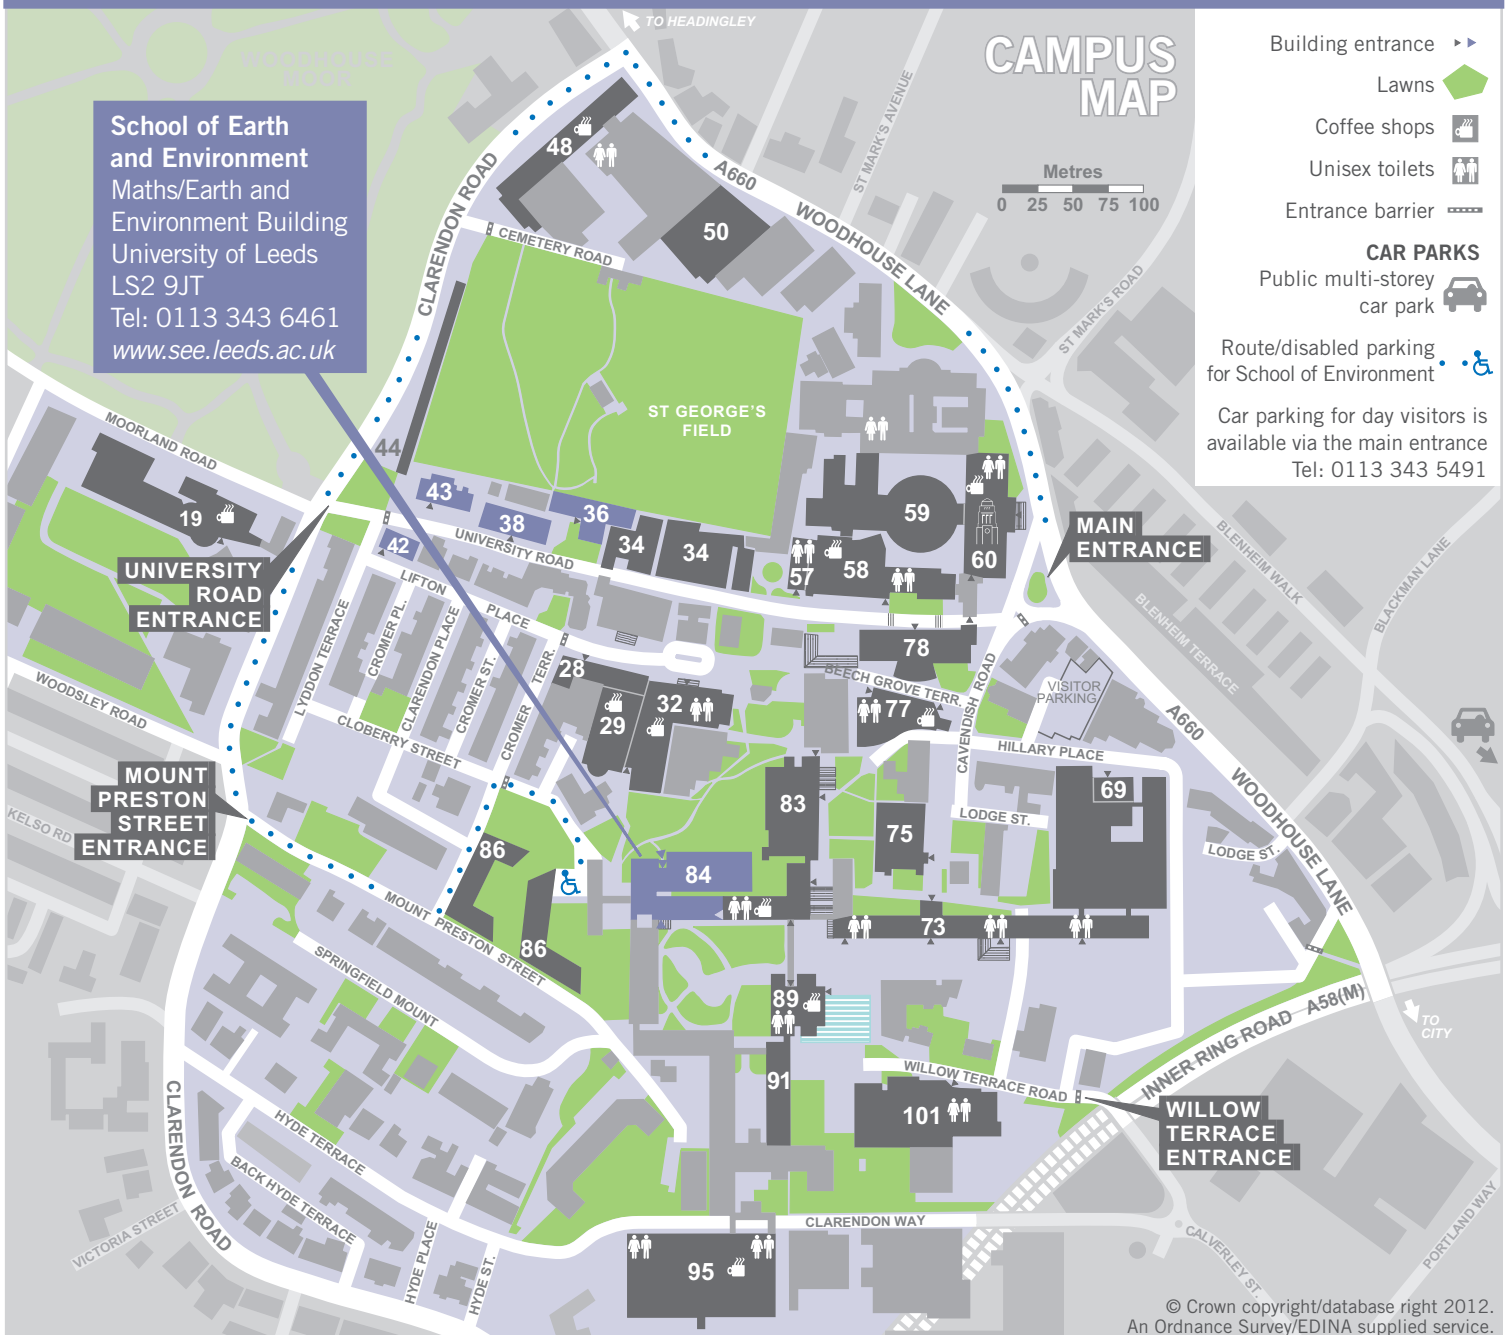 TO HEADINGLEY
WOODHOUSE
MOOR
CAMPUS
MAP
Building entrance
Lawns
Coffee shops
Unisex toilets
Entrance barrier
CAR PARKS
Public multi-storey
car park
Route/disabled parking
for School of Environment
Car parking for day visitors is
available via the main entrance
Tel: 0113 343 5491
School of Earth
and Environment
Maths/Earth and
Environment Building
University of Leeds
LS2 9JT
Tel: 0113 343 6461
www.see.leeds.ac.uk
Metres
0 25 50 75 100
ST MARK'S AVENUE
A660
WOODHOUSE LANE
ST MARK'S ROAD
CLARENDON ROAD
CEMETERY ROAD
48
50
ST GEORGE'S
FIELD
44
MOORLAND ROAD
19
43
38
36
42
34
34
UNIVERSITY ROAD
57
58
59
60
MAIN
ENTRANCE
BLENHEIM WALK
BLACKMAN LANE
BLENHEIM TERRACE
UNIVERSITY
ROAD
ENTRANCE
LIFTON
PLACE
LYDDON TERRACE
CROMER PL.
CLARENDON PLACE
CROMER ST.
CROMER
TERR.
CLOBERRY STREET
WOODSLEY ROAD
28
29
32
78
BEECH GROVE TERR.
77
CAVENDISH ROAD
VISITOR
PARKING
A660
HILLARY PLACE
WOODHOUSE LANE
MOUNT
PRESTON
STREET
ENTRANCE
KELSO RD
83
75
69
LODGE ST.
LODGE ST.
86
86
84
73
MOUNT PRESTON STREET
SPRINGFIELD MOUNT
89
91
101
WILLOW TERRACE ROAD
INNER RING ROAD A58(M)
TO
CITY
WILLOW
TERRACE
ENTRANCE
CLARENDON ROAD
HYDE TERRACE
BACK HYDE TERRACE
VICTORIA STREET
HYDE PLACE
HYDE ST.
CLARENDON WAY
95
CALVERLEY ST.
PORTLAND WAY
© Crown copyright/database right 2012.
An Ordnance Survey/EDINA supplied service.